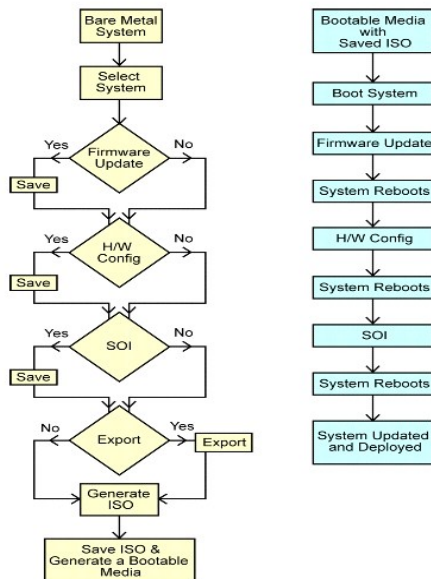 Bare Metal
System
Select
System
Yes
No
Firmware
Update
Save
Yes
No
H/W
Config
Save
Yes
No
SOI
Save
No
Yes
Export
Export
Generate
ISO
Save ISO &
Generate a Bootable
Media
Bootable Media
with
Saved ISO
Boot System
Firmware Update
System Reboots
H/W Config
System Reboots
SOI
System Reboots
System Updated
and Deployed